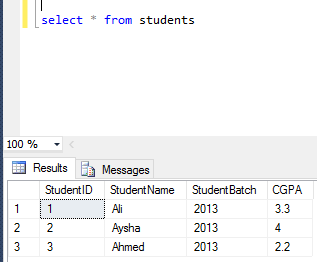 select * from students
100 %
Results Messages
StudentID StudentName StudentBatch CGPA
1 1 Ali 2013 3.3
2 2 Aysha 2013 4
3 3 Ahmed 2013 2.2